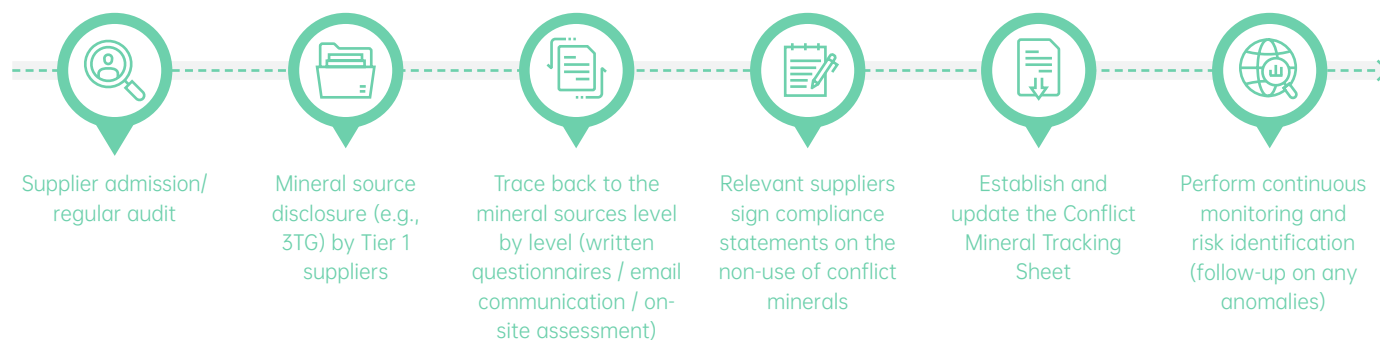 Supplier admission/
regular audit
Mineral source
disclosure (e.g.,
3TG) by Tier 1
suppliers
Trace back to the
mineral sources level
by level (written
questionnaires / email
communication / on-
site assessment)
Relevant suppliers
sign compliance
statements on the
non-use of conflict
minerals
Establish and
update the Conflict
Mineral Tracking
Sheet
Perform continuous
monitoring and
risk identification
(follow-up on any
anomalies)